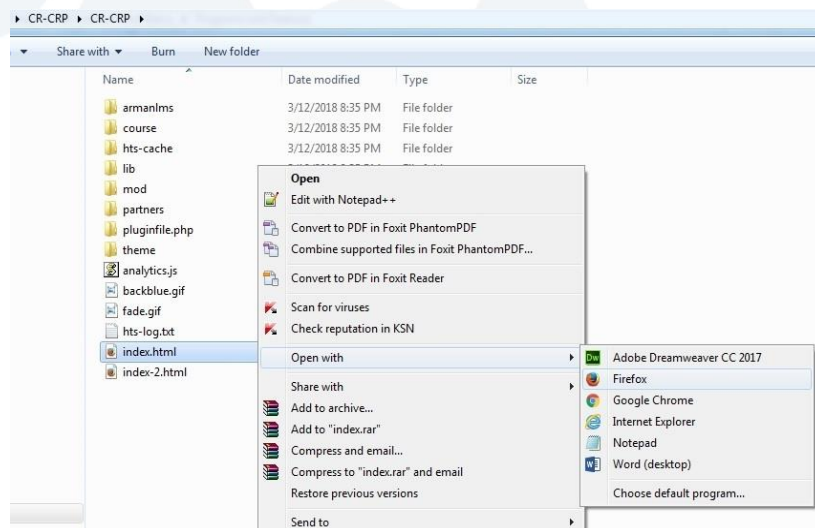 CR-CRP CR-CRP
Share with Burn New folder
Name Date modified Type Size
armanlms 3/12/2018 8:35 PM File folder
course 3/12/2018 8:35 PM File folder
hts-cache 3/12/2018 8:35 PM File folder
lib
mod
partners
pluginfile.php
theme
analytics.js
backblue.gif
fade.gif
hts-log.txt
index.html
index-2.html
Open
Edit with Notepad++
Convert to PDF in Foxit PhantomPDF
Combine supported files in Foxit PhantomPDF...
Convert to PDF in Foxit Reader
Scan for viruses
Check reputation in KSN
Open with
Share with
Add to archive...
Add to "index.rar"
Compress and email...
Compress to "index.rar" and email
Restore previous versions
Send to
Adobe Dreamweaver CC 2017
Firefox
Google Chrome
Internet Explorer
Notepad
Word (desktop)
Choose default program...